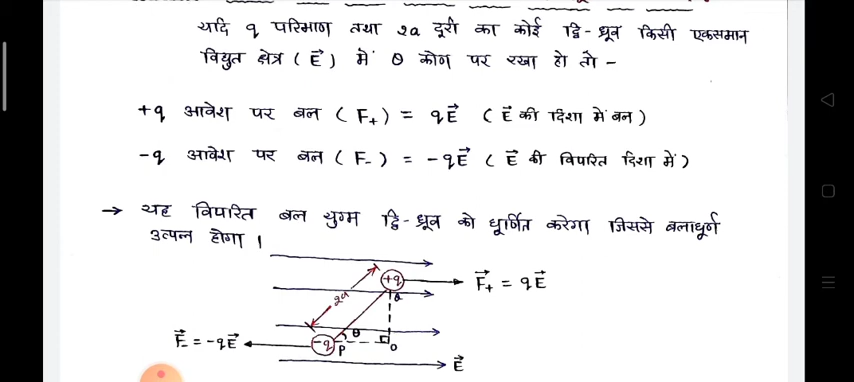 यदि q परिमाण तथा 2a दूरी का कोई द्वि-ध्रुव किसी एकसमान
विद्युत क्षेत्र (E⃗) में θ कोण पर रखा हो तो -
+q आवेश पर बल (F₊) = qE⃗ (E⃗ की दिशा में बल)
-q आवेश पर बल (F₋) = -qE⃗ (E⃗ की विपरित दिशा में)
→ यह विपरित बल युग्म द्वि-ध्रुव को घूर्णित करेगा जिससे बलाघूर्ण
उत्पन होगा ।
+q
F⃗₊ = qE⃗
2a
θ
F⃗₋ = -qE⃗
-q
P
O
E⃗